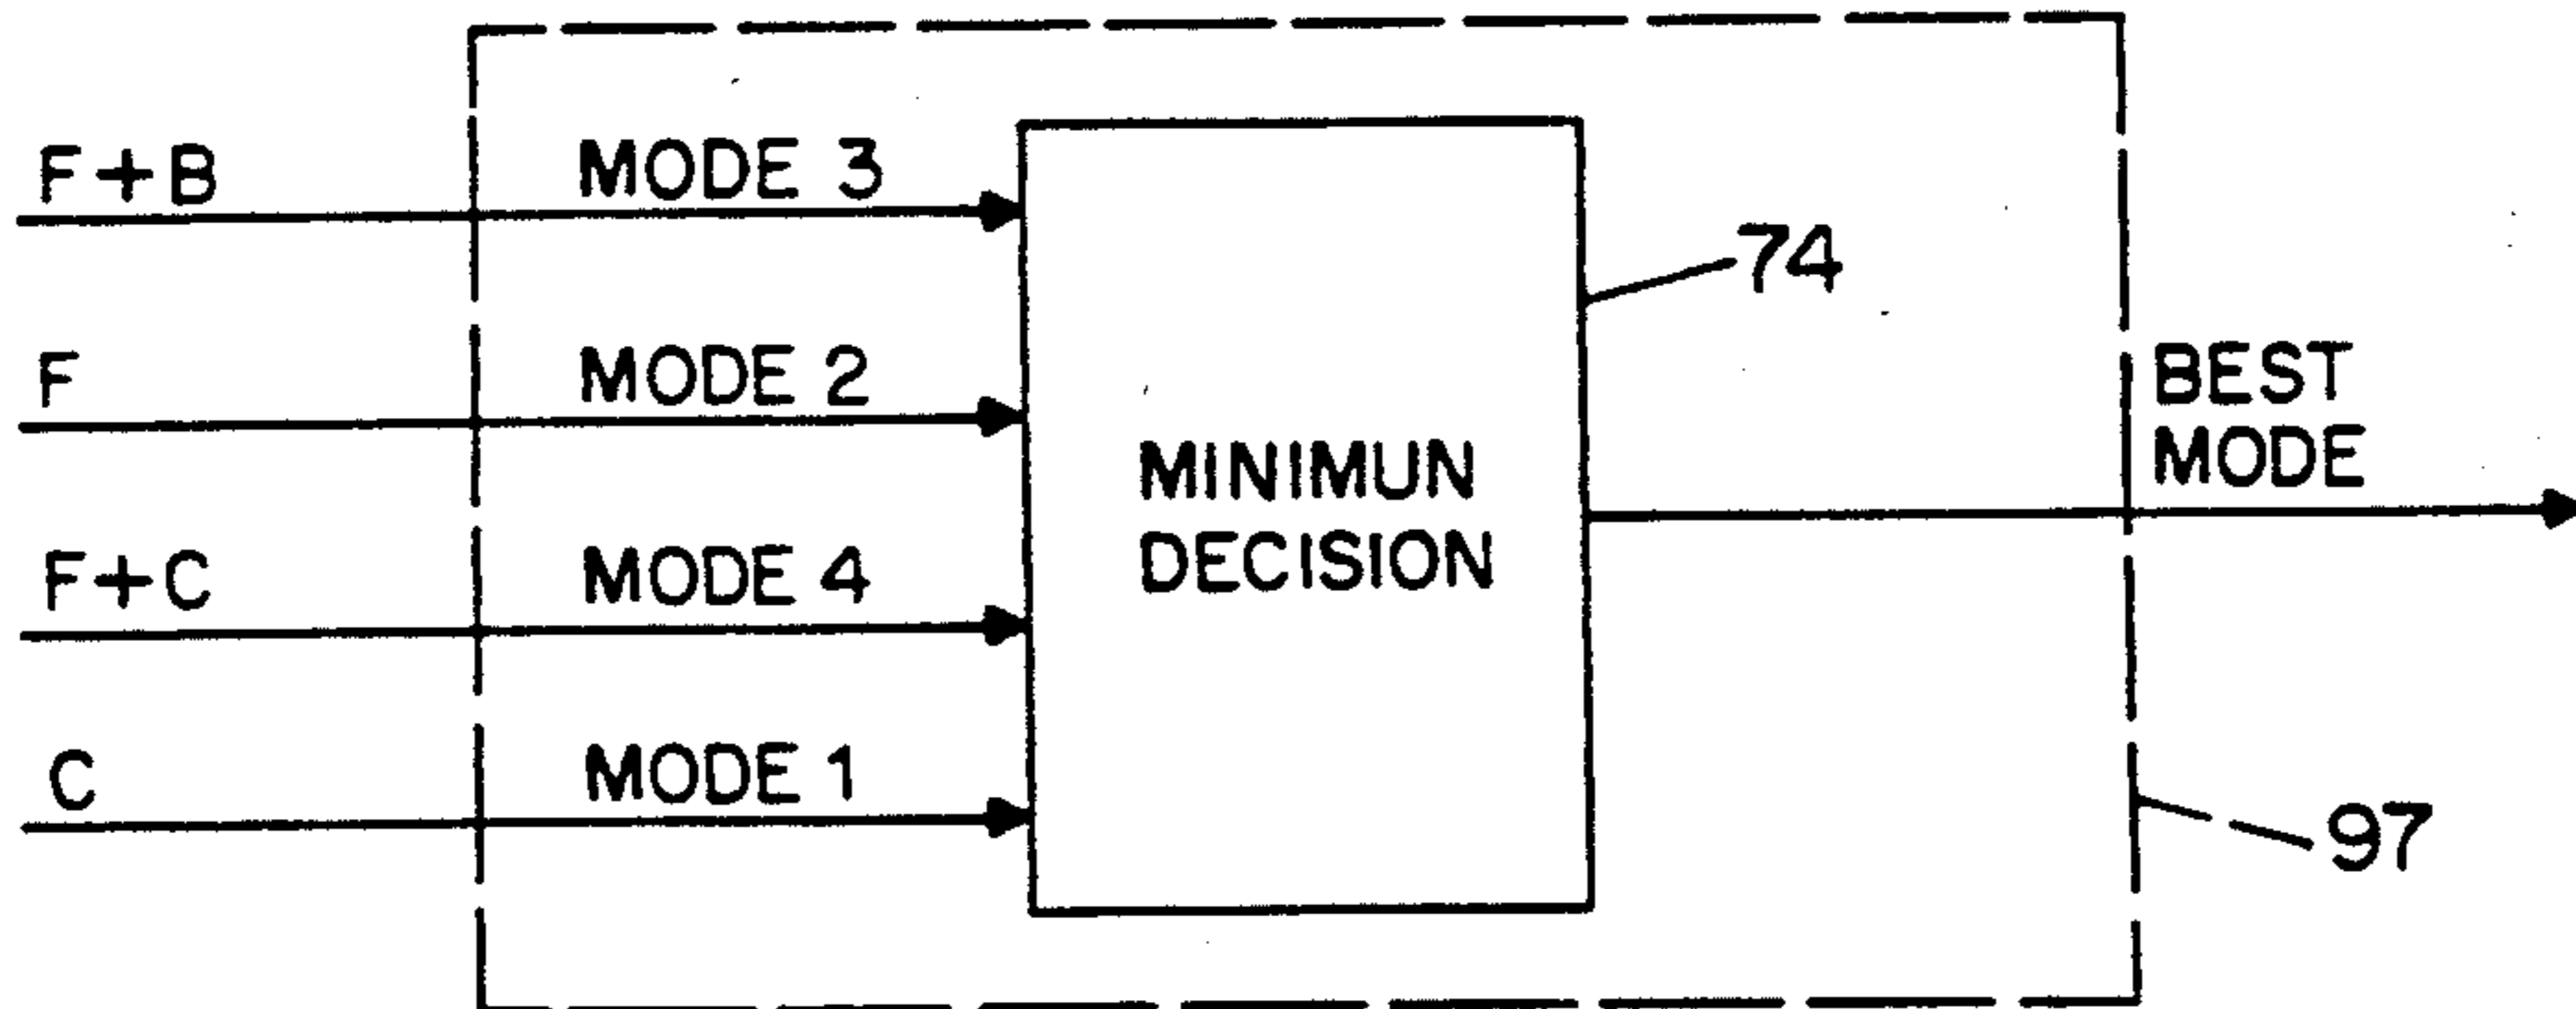 F+B
MODE 3
74
F
MODE 2
BEST
MODE
MINIMUN
DECISION
F+C
MODE 4
C
MODE 1
97